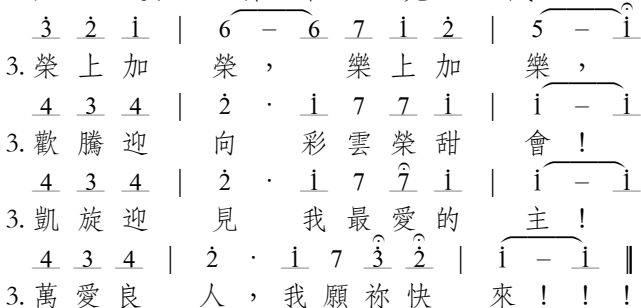 3̇ 2̇ 1̇ | 6 – 6 7 1̇ 2̇ | 5 – 1̇
3. 榮 上 加 榮 ， 樂 上 加 樂 ，
4 3 4 | 2̇ · 1̇ 7 7 1̇ | 1̇ – 1̇
3. 歡 騰 迎 向 彩 雲 榮 甜 會 ！
4 3 4 | 2̇ · 1̇ 7 7̇ 1̇ | 1̇ – 1̇
3. 凱 旋 迎 見 我 最 愛 的 主 ！
4 3 4 | 2̇ · 1̇ 7 3̇ 2̇ | 1̇ – 1̇ ‖
3. 萬 愛 良 人 ， 我 願 祢 快 來 ！ ！ ！